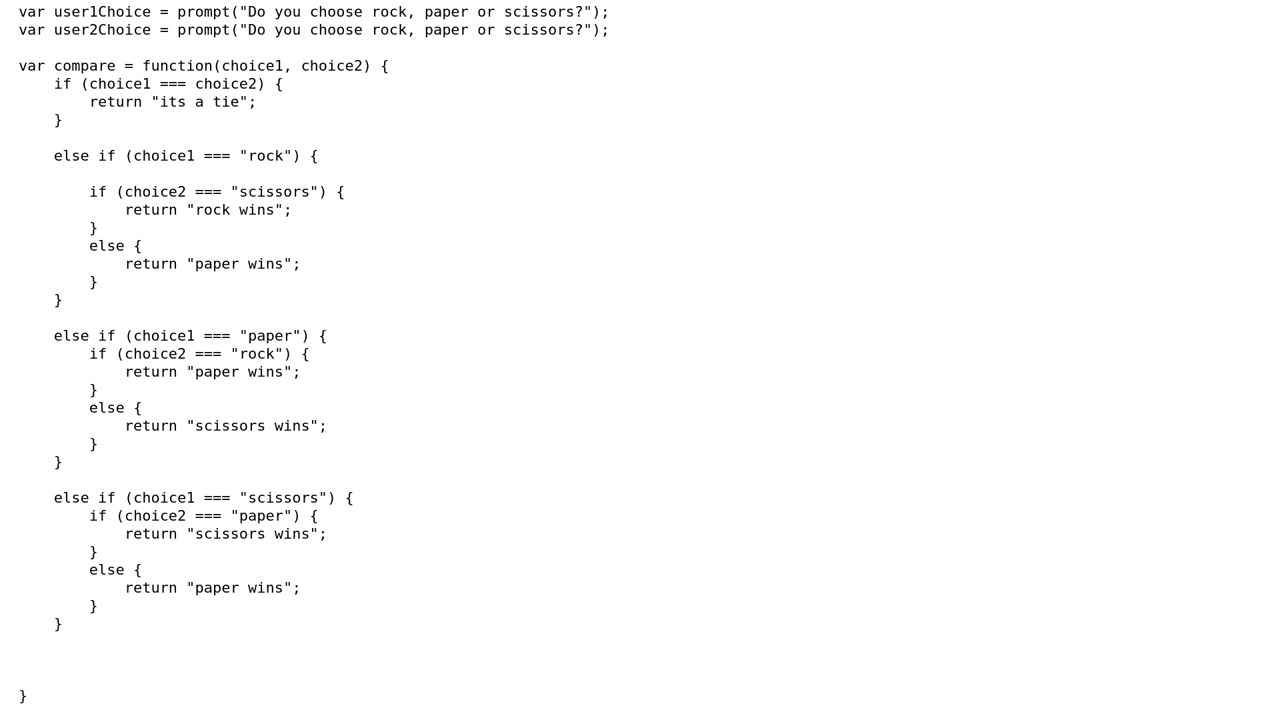 var user1Choice = prompt("Do you choose rock, paper or scissors?");
var user2Choice = prompt("Do you choose rock, paper or scissors?");

var compare = function(choice1, choice2) {
    if (choice1 === choice2) {
        return "its a tie";
    }

    else if (choice1 === "rock") {

        if (choice2 === "scissors") {
            return "rock wins";
        }
        else {
            return "paper wins";
        }
    }

    else if (choice1 === "paper") {
        if (choice2 === "rock") {
            return "paper wins";
        }
        else {
            return "scissors wins";
        }
    }

    else if (choice1 === "scissors") {
        if (choice2 === "paper") {
            return "scissors wins";
        }
        else {
            return "paper wins";
        }
    }



}